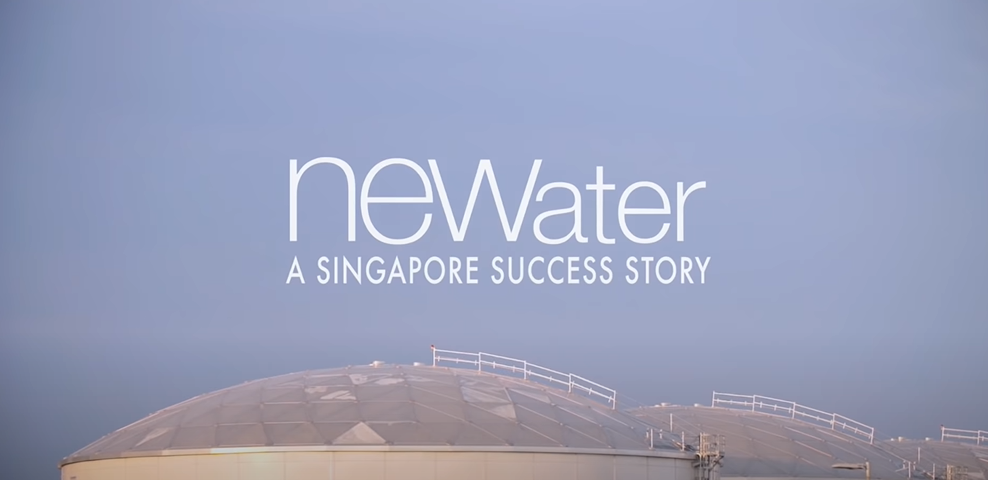 newater
A SINGAPORE SUCCESS STORY